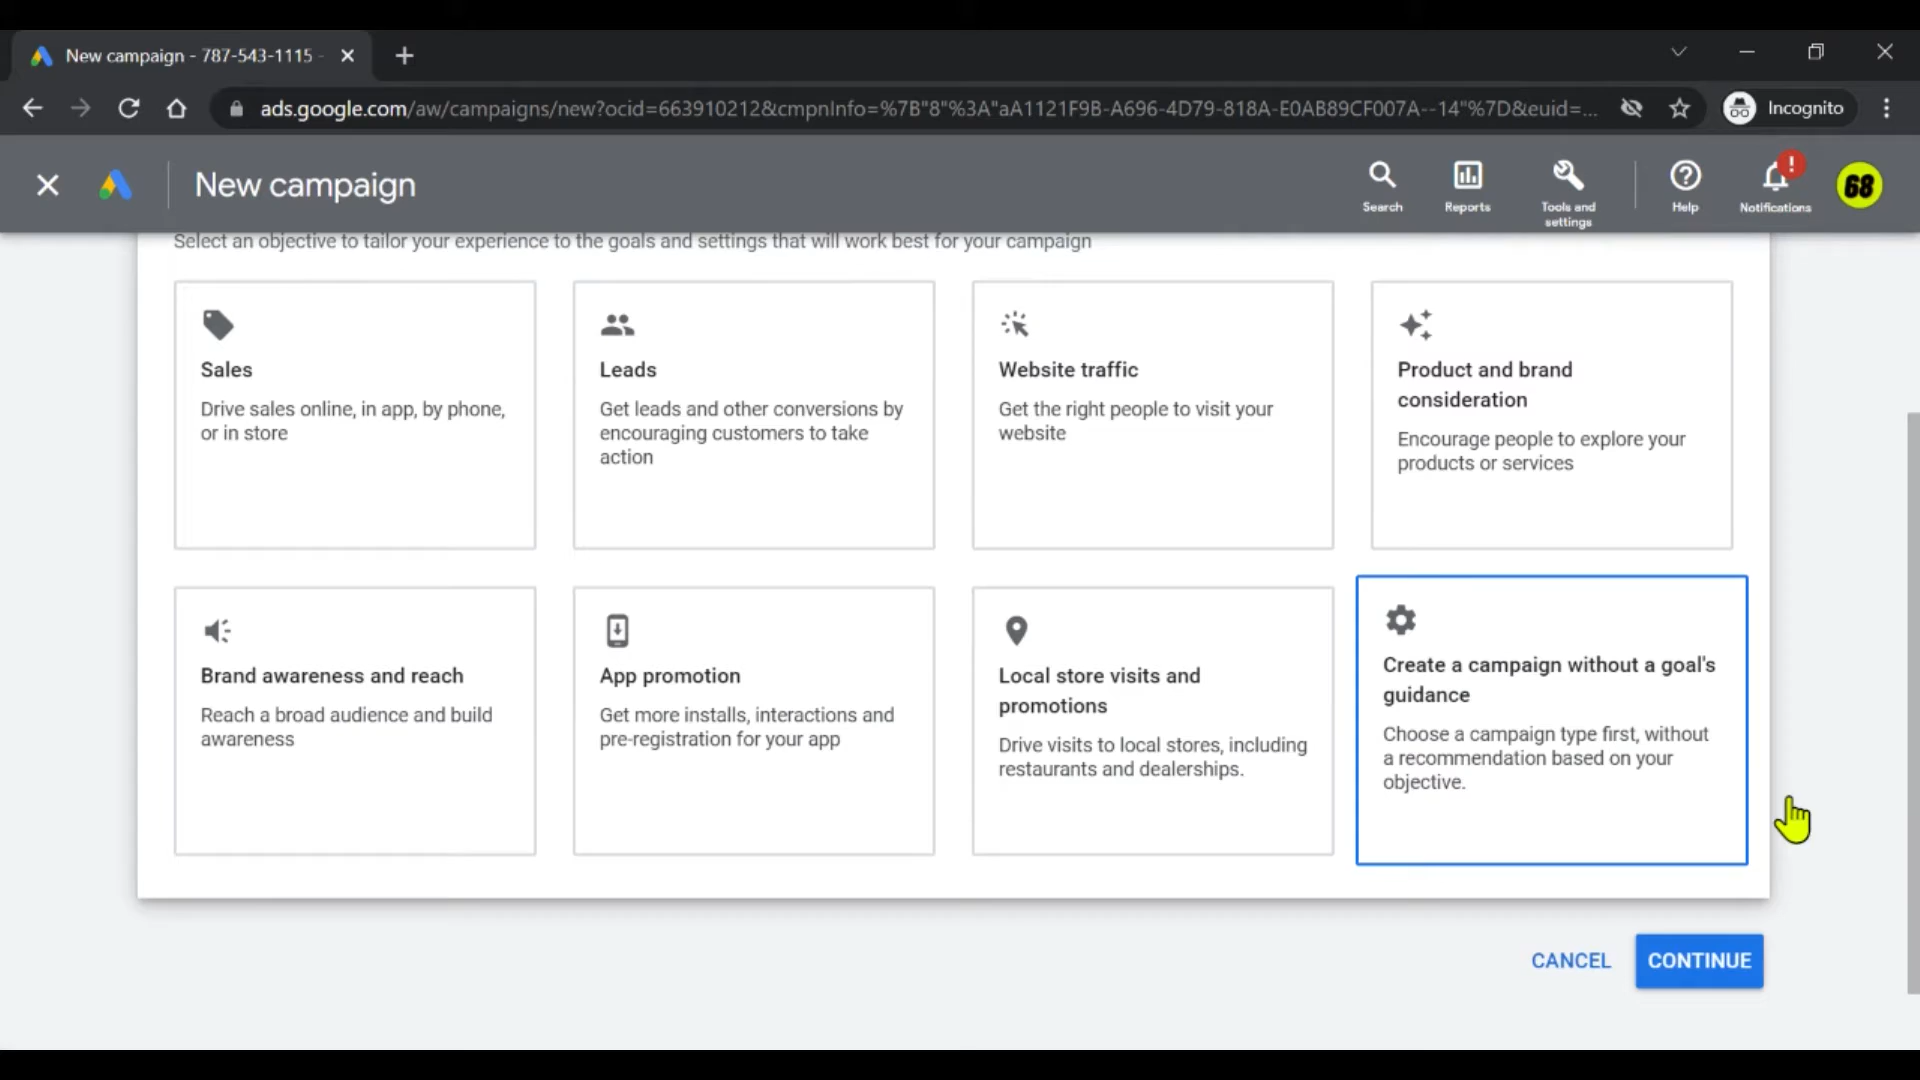 New campaign - 787-543-1115 -
ads.google.com/aw/campaigns/new?ocid=663910212&cmpnInfo=%7B"8"%3A"aA1121F9B-A696-4D79-818A-E0AB89CF007A--14"%7D&euid=...
Incognito
New campaign
Search
Reports
Tools and
settings
Help
!
Notifications
68
Select an objective to tailor your experience to the goals and settings that will work best for your campaign
Sales
Drive sales online, in app, by phone,
or in store
Leads
Get leads and other conversions by
encouraging customers to take
action
Website traffic
Get the right people to visit your
website
Product and brand
consideration
Encourage people to explore your
products or services
Brand awareness and reach
Reach a broad audience and build
awareness
App promotion
Get more installs, interactions and
pre-registration for your app
Local store visits and
promotions
Drive visits to local stores, including
restaurants and dealerships.
Create a campaign without a goal's
guidance
Choose a campaign type first, without
a recommendation based on your
objective.
CANCEL
CONTINUE